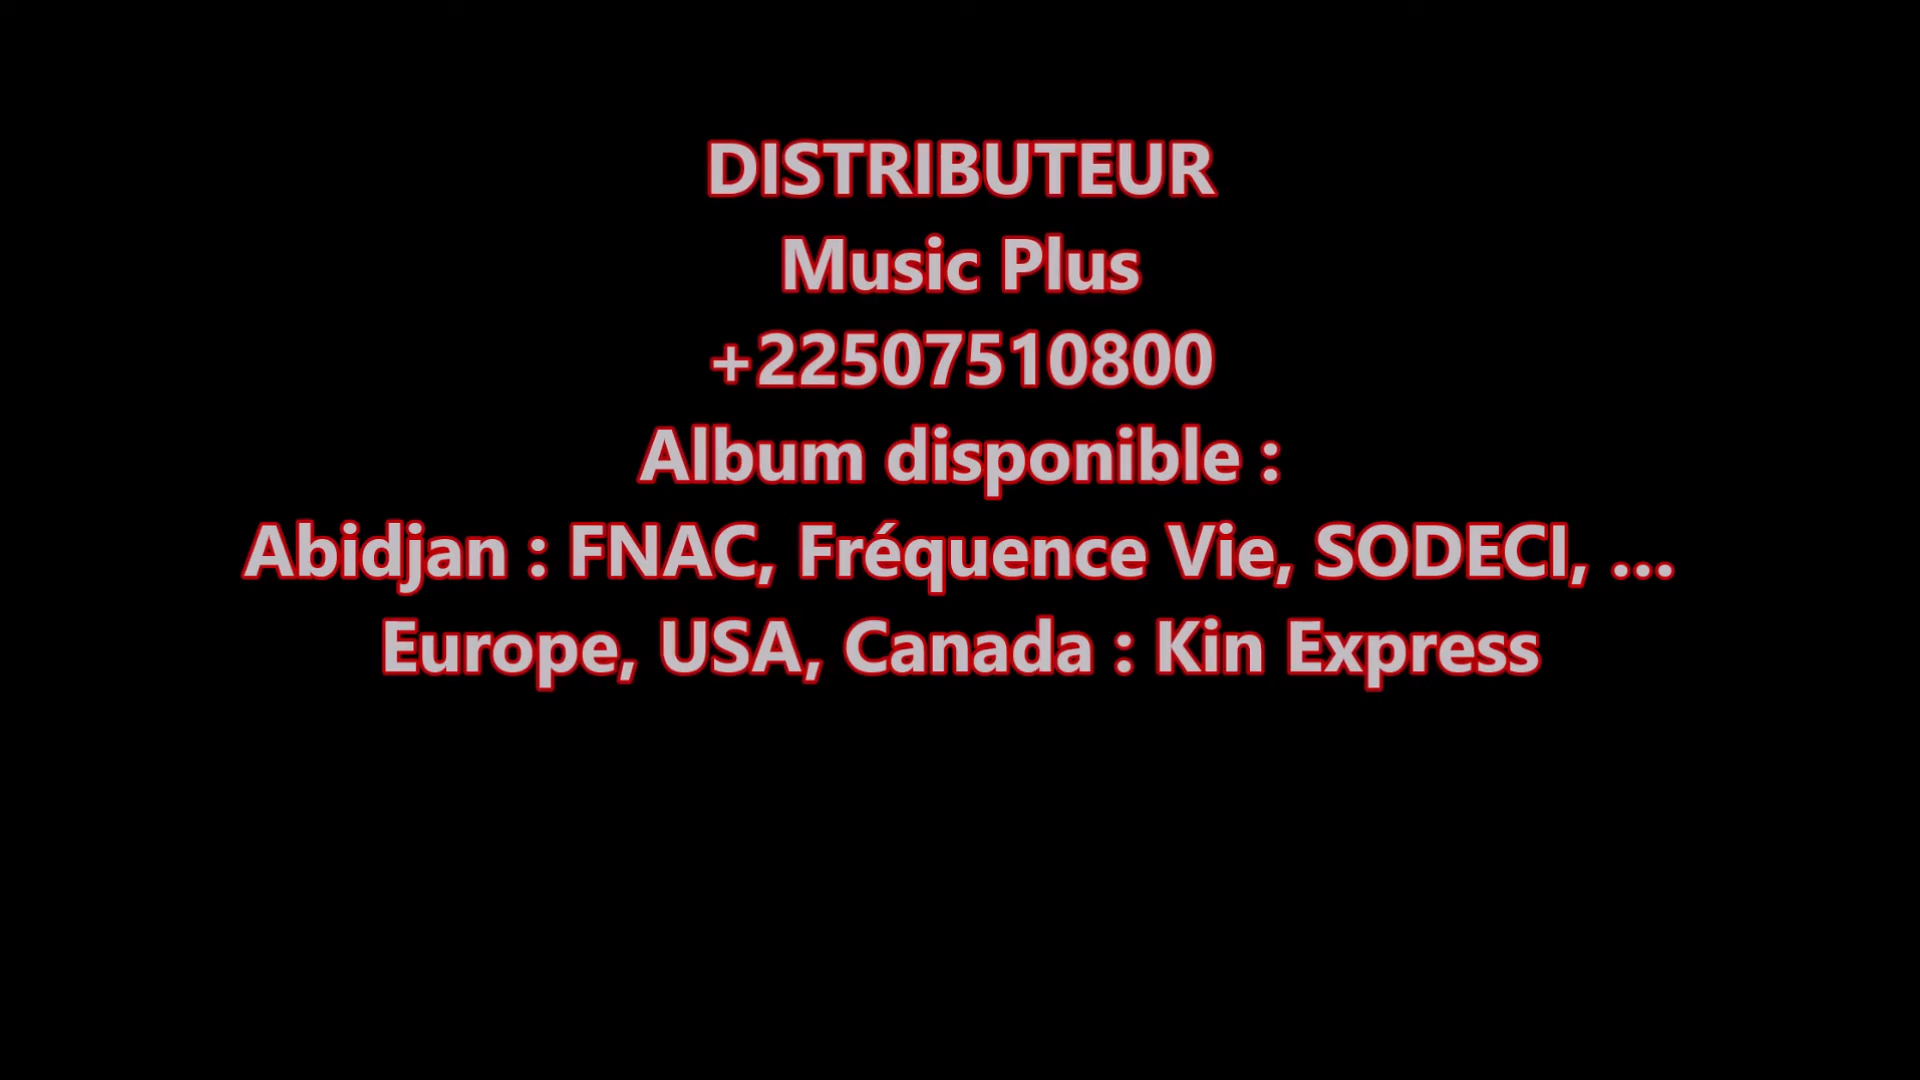 DISTRIBUTEUR
Music Plus
+22507510800
Album disponible :
Abidjan : FNAC, Fréquence Vie, SODECI, ...
Europe, USA, Canada : Kin Express